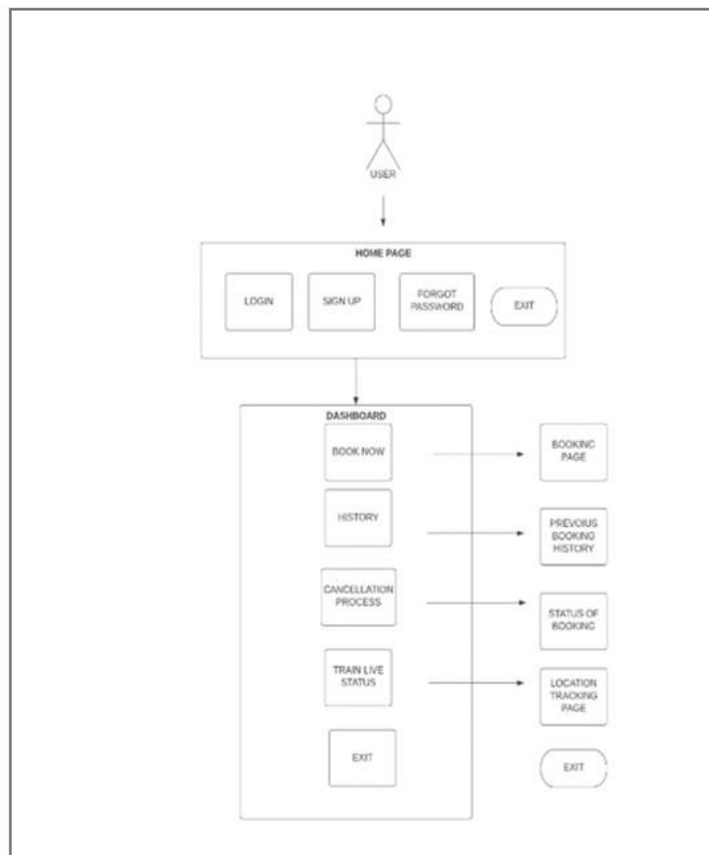 USER
HOME PAGE
LOGIN
SIGN UP
FORGOT
PASSWORD
EXIT
DASHBOARD
BOOK NOW
BOOKING
PAGE
HISTORY
PREVOIUS
BOOKING
HISTORY
CANCELLATION
PROCESS
STATUS OF
BOOKING
TRAIN LIVE
STATUS
LOCATION
TRACKING
PAGE
EXIT
EXIT